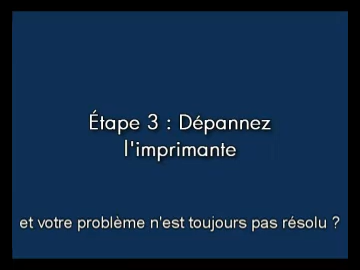 Étape 3 : Dépannez
l'imprimante
et votre problème n'est toujours pas résolu ?